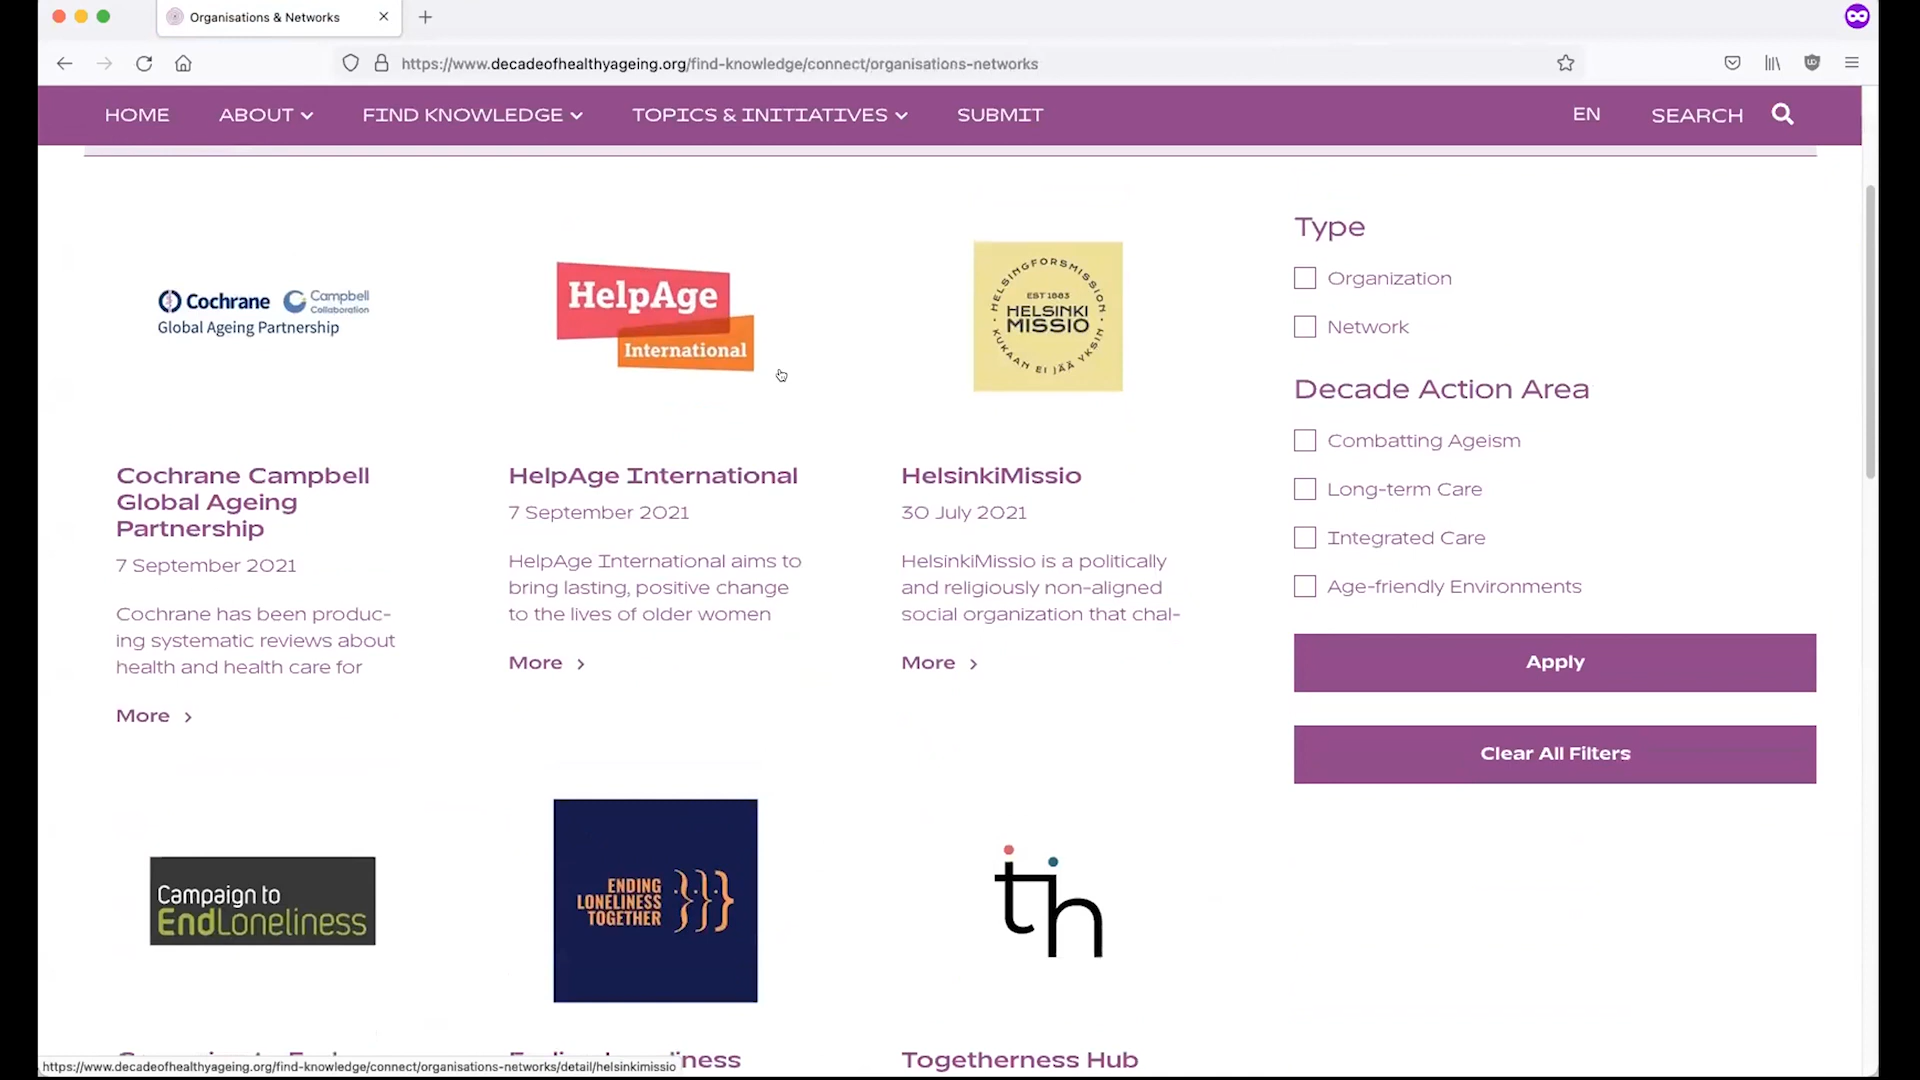 Organisations & Networks
https://www.decadeofhealthyageing.org/find-knowledge/connect/organisations-networks
HOME ABOUT FIND KNOWLEDGE TOPICS & INITIATIVES SUBMIT EN SEARCH
Cochrane Campbell Collaboration
Global Ageing Partnership
HelpAge
International
HELSINGFORSMISSION
EST 1883
HELSINKI
MISSIO
KUKAAN EI JÄÄ YKSIN
Cochrane Campbell
Global Ageing
Partnership
7 September 2021
Cochrane has been produc-
ing systematic reviews about
health and health care for
More
HelpAge International
7 September 2021
HelpAge International aims to
bring lasting, positive change
to the lives of older women
More
HelsinkiMissio
30 July 2021
HelsinkiMissio is a politically
and religiously non-aligned
social organization that chal-
More
Type
Organization
Network
Decade Action Area
Combatting Ageism
Long-term Care
Integrated Care
Age-friendly Environments
Apply
Clear All Filters
Campaign to
EndLoneliness
ENDING
LONELINESS
TOGETHER
th
Togetherness Hub
https://www.decadeofhealthyageing.org/find-knowledge/connect/organisations-networks/detail/helsinkimissio